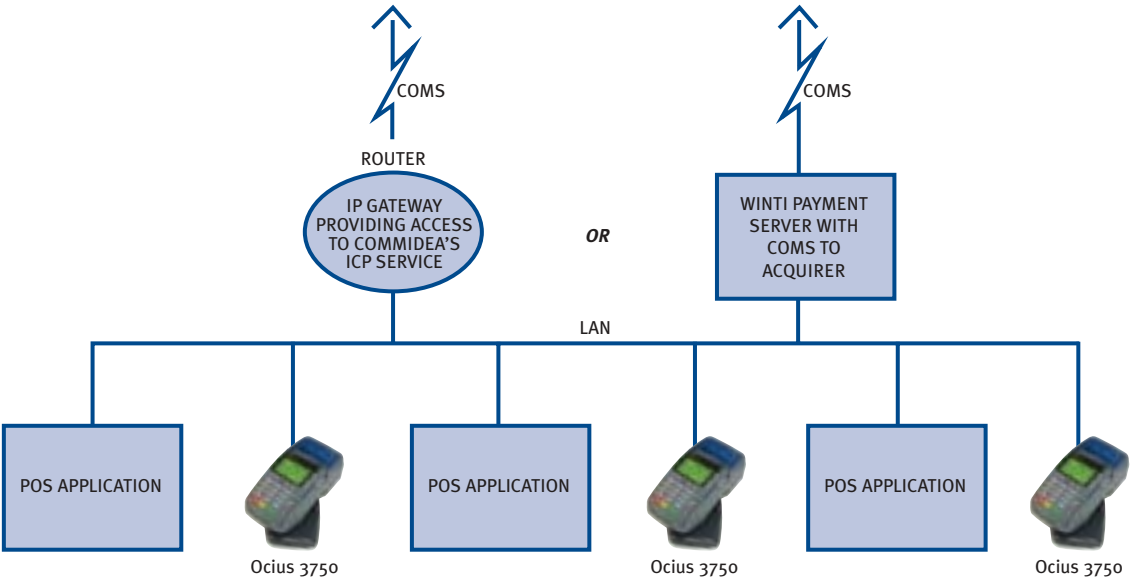 COMS
COMS
ROUTER
IP GATEWAY
PROVIDING ACCESS
TO COMMIDEA'S
ICP SERVICE
OR
WINTI PAYMENT
SERVER WITH
COMS TO
ACQUIRER
LAN
POS APPLICATION
POS APPLICATION
POS APPLICATION
Ocius 3750
Ocius 3750
Ocius 3750